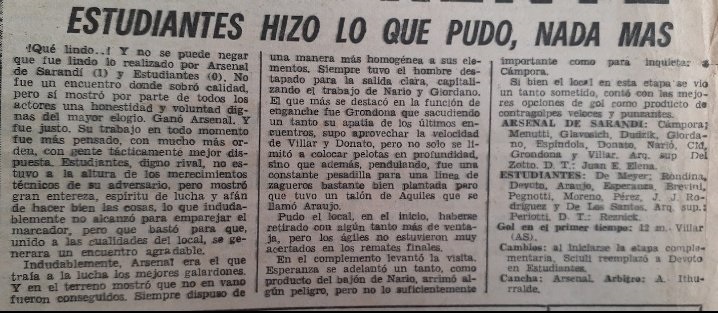 ESTUDIANTES HIZO LO QUE PUDO, NADA MAS
¡Qué lindo..! Y no se puede negar
que fue lindo lo realizado por Arsenal
de Sarandí (1) y Estudiantes (0). No
fue un encuentro donde sobró calidad,
pero sí mostró por parte de todos los
actores una honestidad y voluntad dig-
nas del mayor elogio. Ganó Arsenal. Y
fue justo. Su trabajo en todo momento
fue más pensado, con mucho más or-
den, con gente tácticamente mejor dis-
puesta. Estudiantes, digno rival, no es-
tuvo a la altura de los merecimientos
técnicos de su adversario, pero mostró
gran entereza, espíritu de lucha y afán
de hacer bien las cosas, lo que induda-
blemente no alcanzó para emparejar el
marcador, pero que bastó para que,
unido a las cualidades del local, se ge-
nerara un encuentro agradable.
Indudablemente, Arsenal era el que
traía a la lucha los mejores galardones.
Y en el terreno mostró que no en vano
fueron conseguidos. Siempre dispuso de
una manera más homogénea a sus ele-
mentos. Siempre tuvo el hombre des-
tapado para la salida clara, capitali-
zando el trabajo de Nario y Giordano.
El que más se destacó en la función de
enganche fue Grondona que sacudiendo
un tanto su apatía de los últimos en-
cuentros, supo aprovechar la velocidad
de Villar y Donato, pero no solo se li-
mitó a colocar pelotas en profundidad,
sino que además, pendulando, fue una
constante pesadilla para una línea de
zagueros bastante bien plantada pero
que tuvo un talón de Aquiles que se
llamó Araujo.
Pudo el local, en el inicio, haberse
retirado con algún tanto más de venta-
ja, pero los ágiles no estuvieron muy
acertados en los remates finales.
En el complemento levantó la visita.
Esperanza se adelantó un tanto, como
producto del bajón de Nario, arrimó al-
gún peligro, pero no lo suficientemente
importante como para inquietar a
Cámpora.
Si bien el local en esta etapa se vio
un tanto sometido, contó con las mejo-
res opciones de gol como producto de
contragolpes veloces y punzantes.
ARSENAL DE SARANDI: Cámpora;
Menutti, Glavosich, Dudzik, Giorda-
no, Espíndola, Donato, Nario, Cid,
Grondona y Villar. Arq. sup Del
Zotto. D. T.: Juan E. Elena.
ESTUDIANTES: De Meyer; Rondina,
Devoto, Araujo, Esperanza, Brevini,
Pegnotti, Moreno, Pérez, J. J. Ro-
dríguez y De Los Santos. Arq. sup.:
Periotti, D. T.: Reznick.
Gol en el primer tiempo: 12 m. Villar
(AS).
Cambios: al iniciarse la etapa comple-
mentaria, Sciulli reemplazó a Devoto
en Estudiantes.
Cancha: Arsenal. Arbitro: A. Ithu-
rralde.